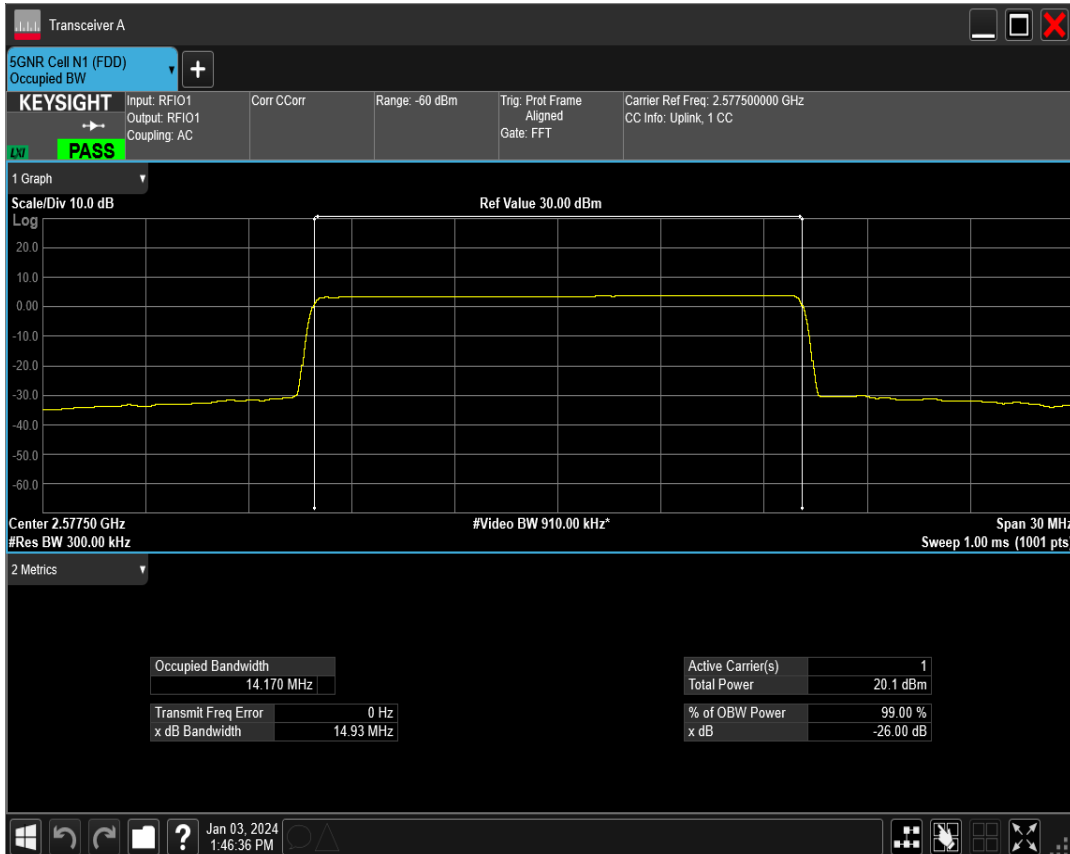 Transceiver A
5GNR Cell N1 (FDD)
Occupied BW
+
KEYSIGHT
LXI
PASS
Input: RFIO1
Output: RFIO1
Coupling: AC
Corr CCorr
Range: -60 dBm
Trig: Prot Frame
Aligned
Gate: FFT
Carrier Ref Freq: 2.577500000 GHz
CC Info: Uplink, 1 CC
1 Graph
Scale/Div 10.0 dB
Ref Value 30.00 dBm
Log
20.0
10.0
0.00
-10.0
-20.0
-30.0
-40.0
-50.0
-60.0
Center 2.57750 GHz
#Video BW 910.00 kHz*
Span 30 MHz
#Res BW 300.00 kHz
Sweep 1.00 ms (1001 pts)
2 Metrics
Occupied Bandwidth
14.170 MHz
Transmit Freq Error 0 Hz
x dB Bandwidth 14.93 MHz
Active Carrier(s) 1
Total Power 20.1 dBm
% of OBW Power 99.00 %
x dB -26.00 dB
?
Jan 03, 2024
1:46:36 PM